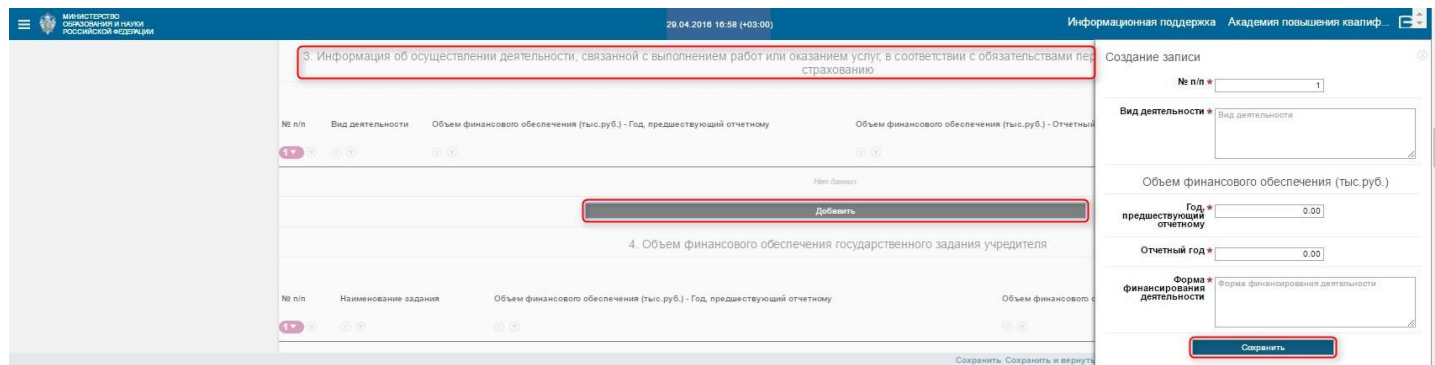 МИНИСТЕРСТВО
ОБРАЗОВАНИЯ И НАУКИ
РОССИЙСКОЙ ФЕДЕРАЦИИ
29.04.2016 16:58 (+03:00)
Информационная поддержка Академия повышения квалиф...
3. Информация об осуществлении деятельности, связанной с выполнением работ или оказанием услуг, в соответствии с обязательствами пер
страхованию
№ п/п Вид деятельности Объем финансового обеспечения (тыс.руб.) - Год, предшествующий отчетному Объем финансового обеспечения (тыс.руб.) - Отчетный
1
Нет данных
Добавить
4. Объем финансового обеспечения государственного задания учредителя
№ п/п Наименование задания Объем финансового обеспечения (тыс.руб.) - Год, предшествующий отчетному Объем финансового о
1
Сохранить Сохранить и вернуть
Создание записи
№ п/п * 1
Вид деятельности * Вид деятельности
Объем финансового обеспечения (тыс.руб.)
Год, *
предшествующий
отчетному
0.00
Отчетный год * 0.00
Форма *
финансирования
деятельности
Форма финансирования деятельности
Сохранить